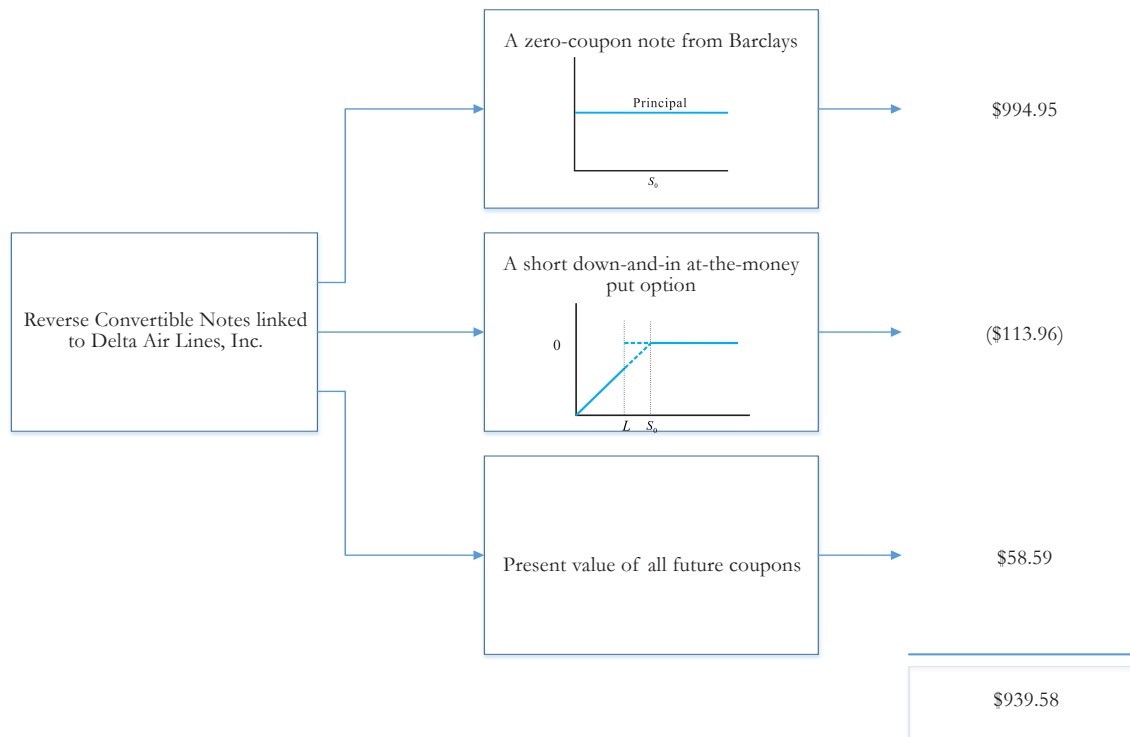 A zero-coupon note from Barclays
Principal
S₀
$994.95
Reverse Convertible Notes linked
to Delta Air Lines, Inc.
A short down-and-in at-the-money
put option
0
L S₀
($113.96)
Present value of all future coupons
$58.59
$939.58